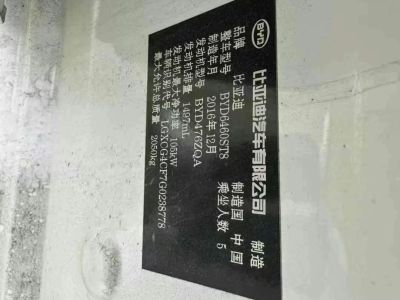 BYD
比亚迪汽车有限公司 制造
品牌 比亚迪 制造国 中国
整车型号 BYD6460ST8 乘坐人数 5
制造年月 2016年12月
发动机型号 BYD476ZQA
发动机排量 1497mL
发动机最大净功率 105kW
车辆识别代号 LGXCG4CF7G0238778
最大允许总质量 2050kg